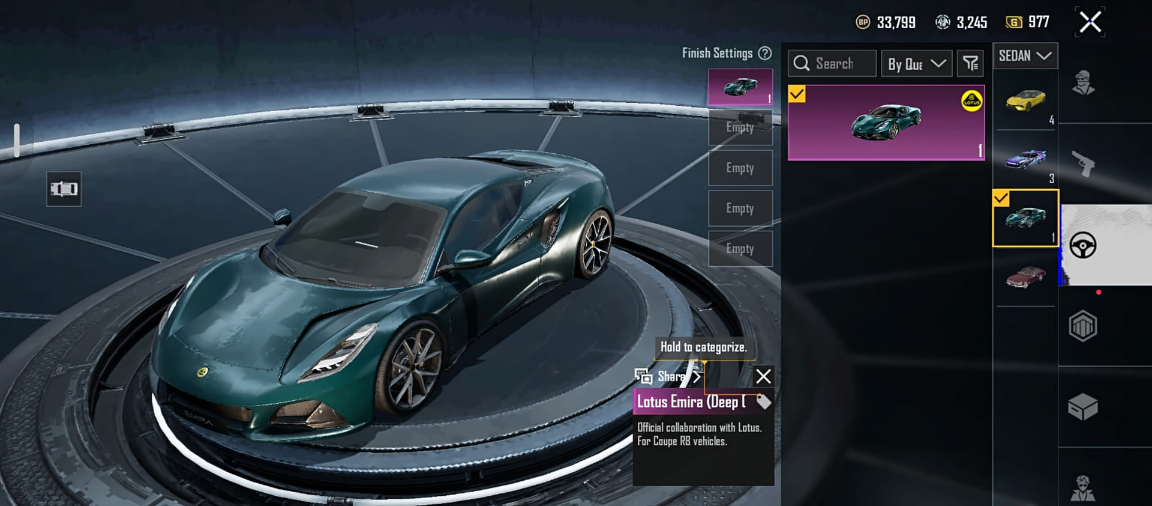 33,799
3,245
977
Finish Settings ?
1
Empty
Empty
Empty
Empty
Search
By Que
SEDAN
LOTUS
1
4
3
1
Hold to categorize.
Share
Lotus Emira (Deep
Official collaboration with Lotus.
For Coupe RB vehicles.